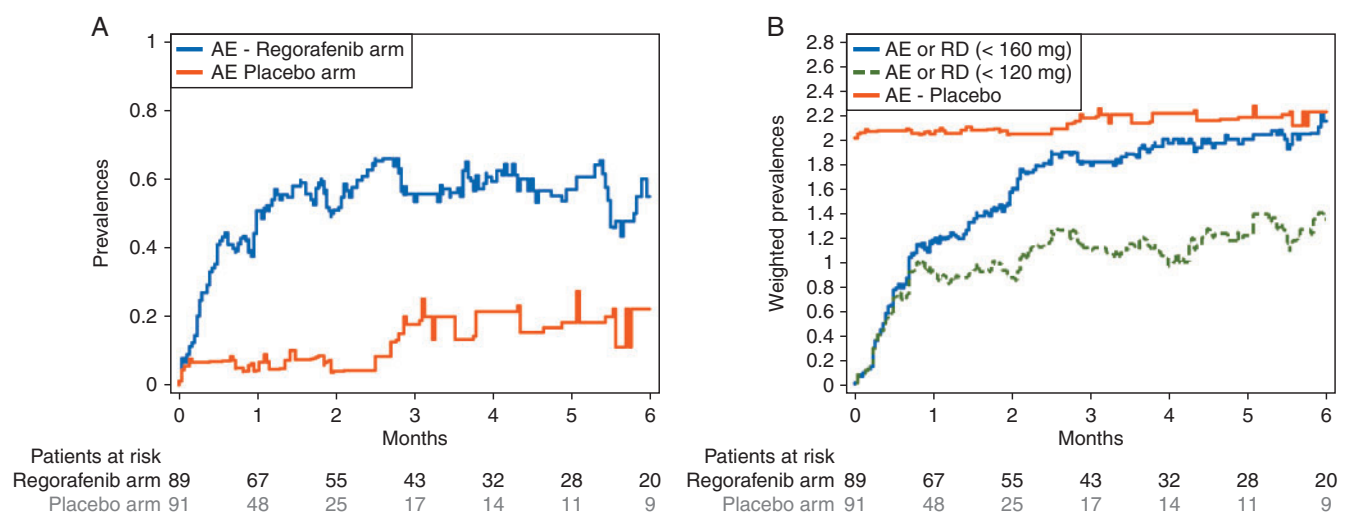 A
AE - Regorafenib arm
AE Placebo arm
Prevalences
1
0.8
0.6
0.4
0.2
0
0 1 2 3 4 5 6
Months
Patients at risk
Regorafenib arm 89 67 55 43 32 28 20
Placebo arm 91 48 25 17 14 11 9
B
AE or RD (< 160 mg)
AE or RD (< 120 mg)
AE - Placebo
Weighted prevalences
2.8
2.6
2.4
2.2
2
1.8
1.6
1.4
1.2
1
0.8
0.6
0.4
0.2
0
0 1 2 3 4 5 6
Months
Patients at risk
Regorafenib arm 89 67 55 43 32 28 20
Placebo arm 91 48 25 17 14 11 9